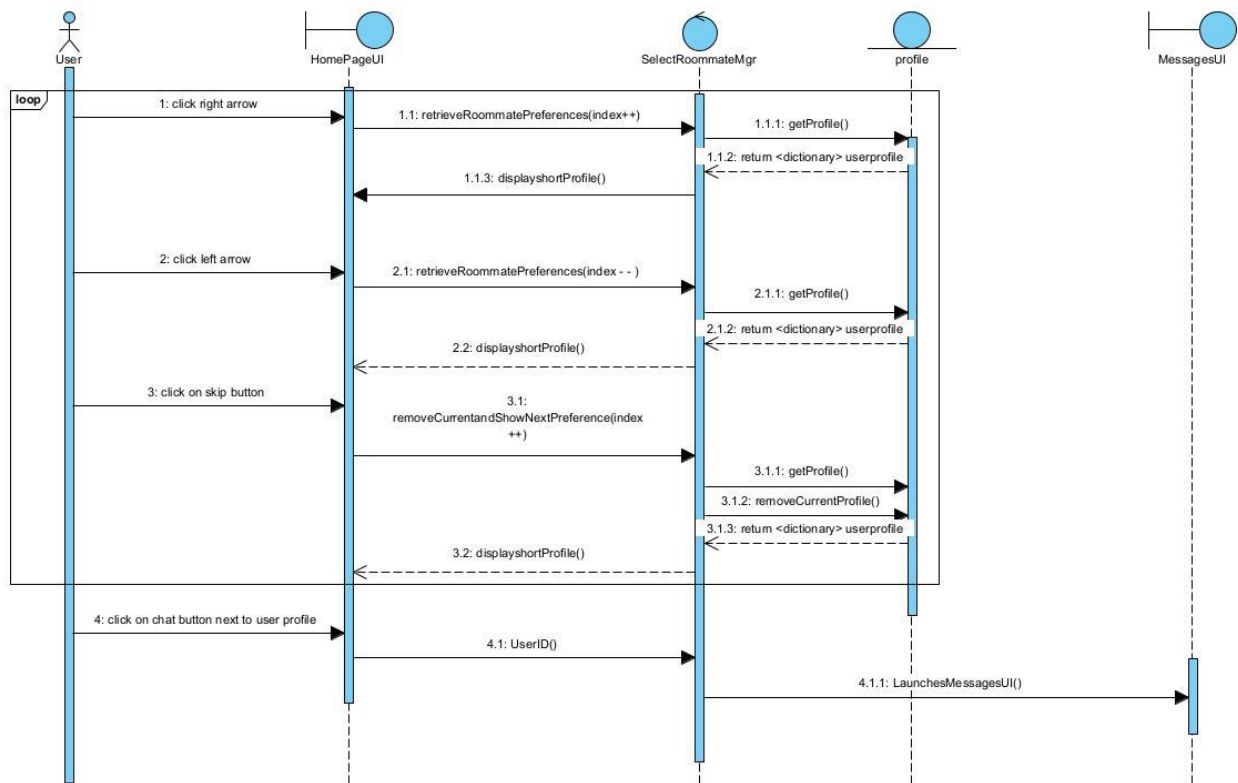 User
HomePageUI
SelectRoommateMgr
profile
MessagesUI
loop
1: click right arrow
1.1: retrieveRoommatePreferences(index++)
1.1.1: getProfile()
1.1.2: return <dictionary> userprofile
1.1.3: displayshortProfile()
2: click left arrow
2.1: retrieveRoommatePreferences(index - - )
2.1.1: getProfile()
2.1.2: return <dictionary> userprofile
2.2: displayshortProfile()
3: click on skip button
3.1:
removeCurrentandShowNextPreference(index
++)
3.1.1: getProfile()
3.1.2: removeCurrentProfile()
3.1.3: return <dictionary> userprofile
3.2: displayshortProfile()
4: click on chat button next to user profile
4.1: UserID()
4.1.1: LaunchesMessagesUI()